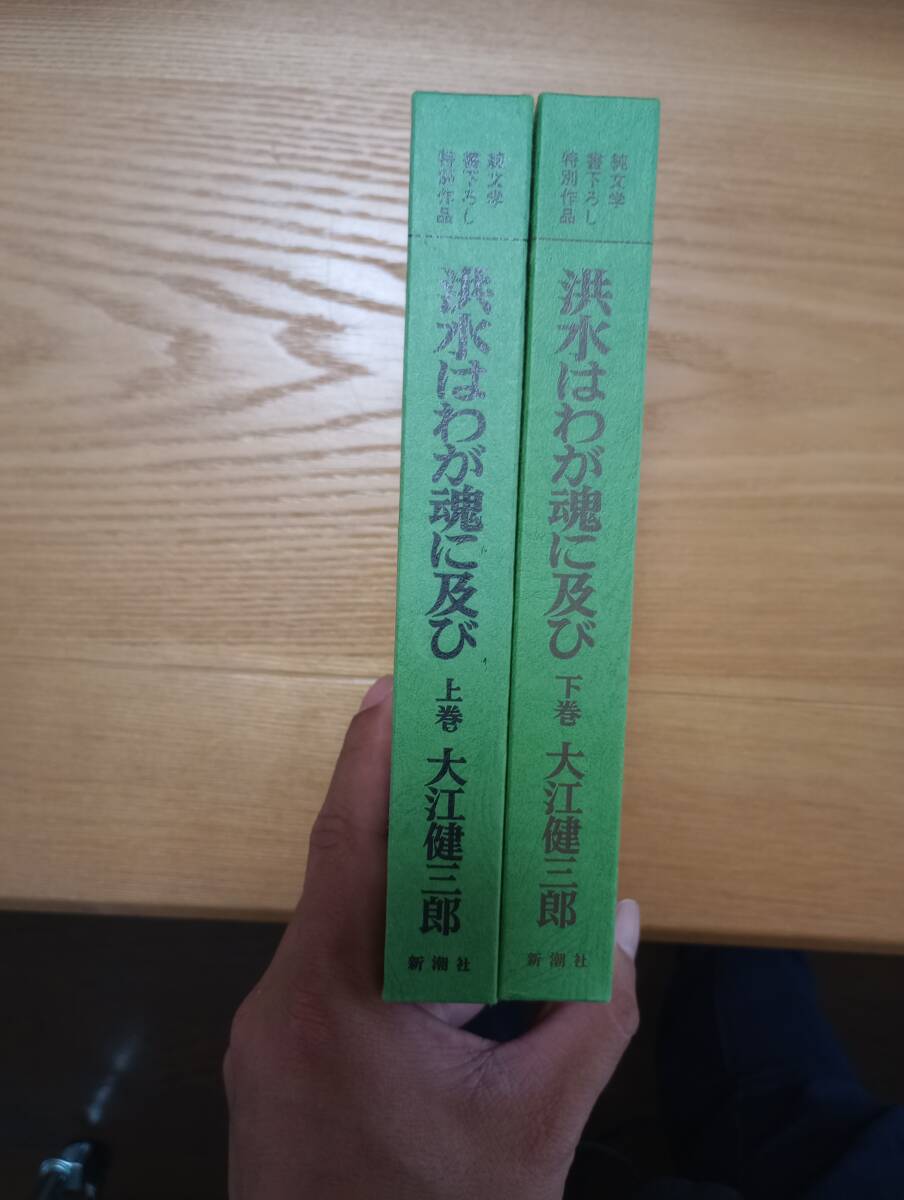 純文学
書下ろし
特別作品
洪水はわが魂に及び
上巻
大江健三郎
新潮社
純文学
書下ろし
特別作品
洪水はわが魂に及び
下巻
大江健三郎
新潮社